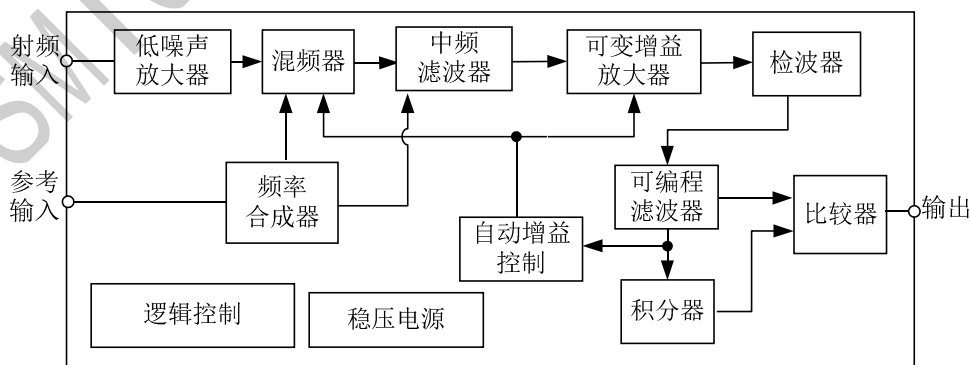 射频
输入
低噪声
放大器
混频器
中频
滤波器
可变增益
放大器
检波器
参考
输入
频率
合成器
自动增益
控制
可编程
滤波器
比较器
输出
积分器
逻辑控制
稳压电源